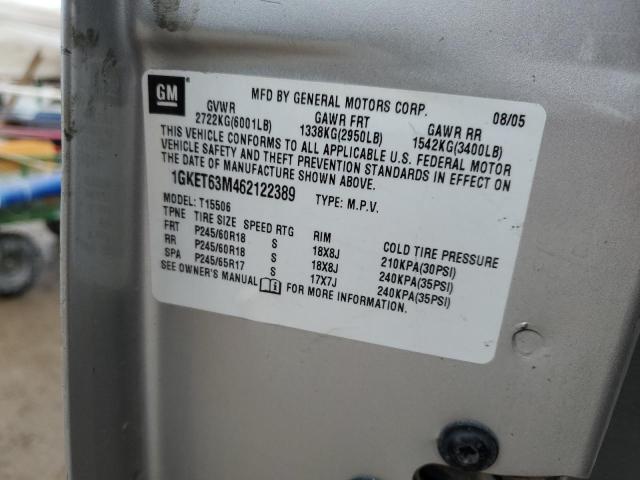 GM
MFD BY GENERAL MOTORS CORP. 08/05
GVWR GAWR FRT GAWR RR
2722KG(6001LB) 1338KG(2950LB) 1542KG(3400LB)
THIS VEHICLE CONFORMS TO ALL APPLICABLE U.S. FEDERAL MOTOR
VEHICLE SAFETY AND THEFT PREVENTION STANDARDS IN EFFECT ON
THE DATE OF MANUFACTURE SHOWN ABOVE.
1GKET63M462122389 TYPE: M.P.V.
MODEL: T15506
TPNE TIRE SIZE SPEED RTG RIM COLD TIRE PRESSURE
FRT P245/60R18 S 18X8J 210KPA(30PSI)
RR P245/60R18 S 18X8J 240KPA(35PSI)
SPA P245/65R17 S 17X7J 240KPA(35PSI)
SEE OWNER'S MANUAL FOR MORE INFORMATION.